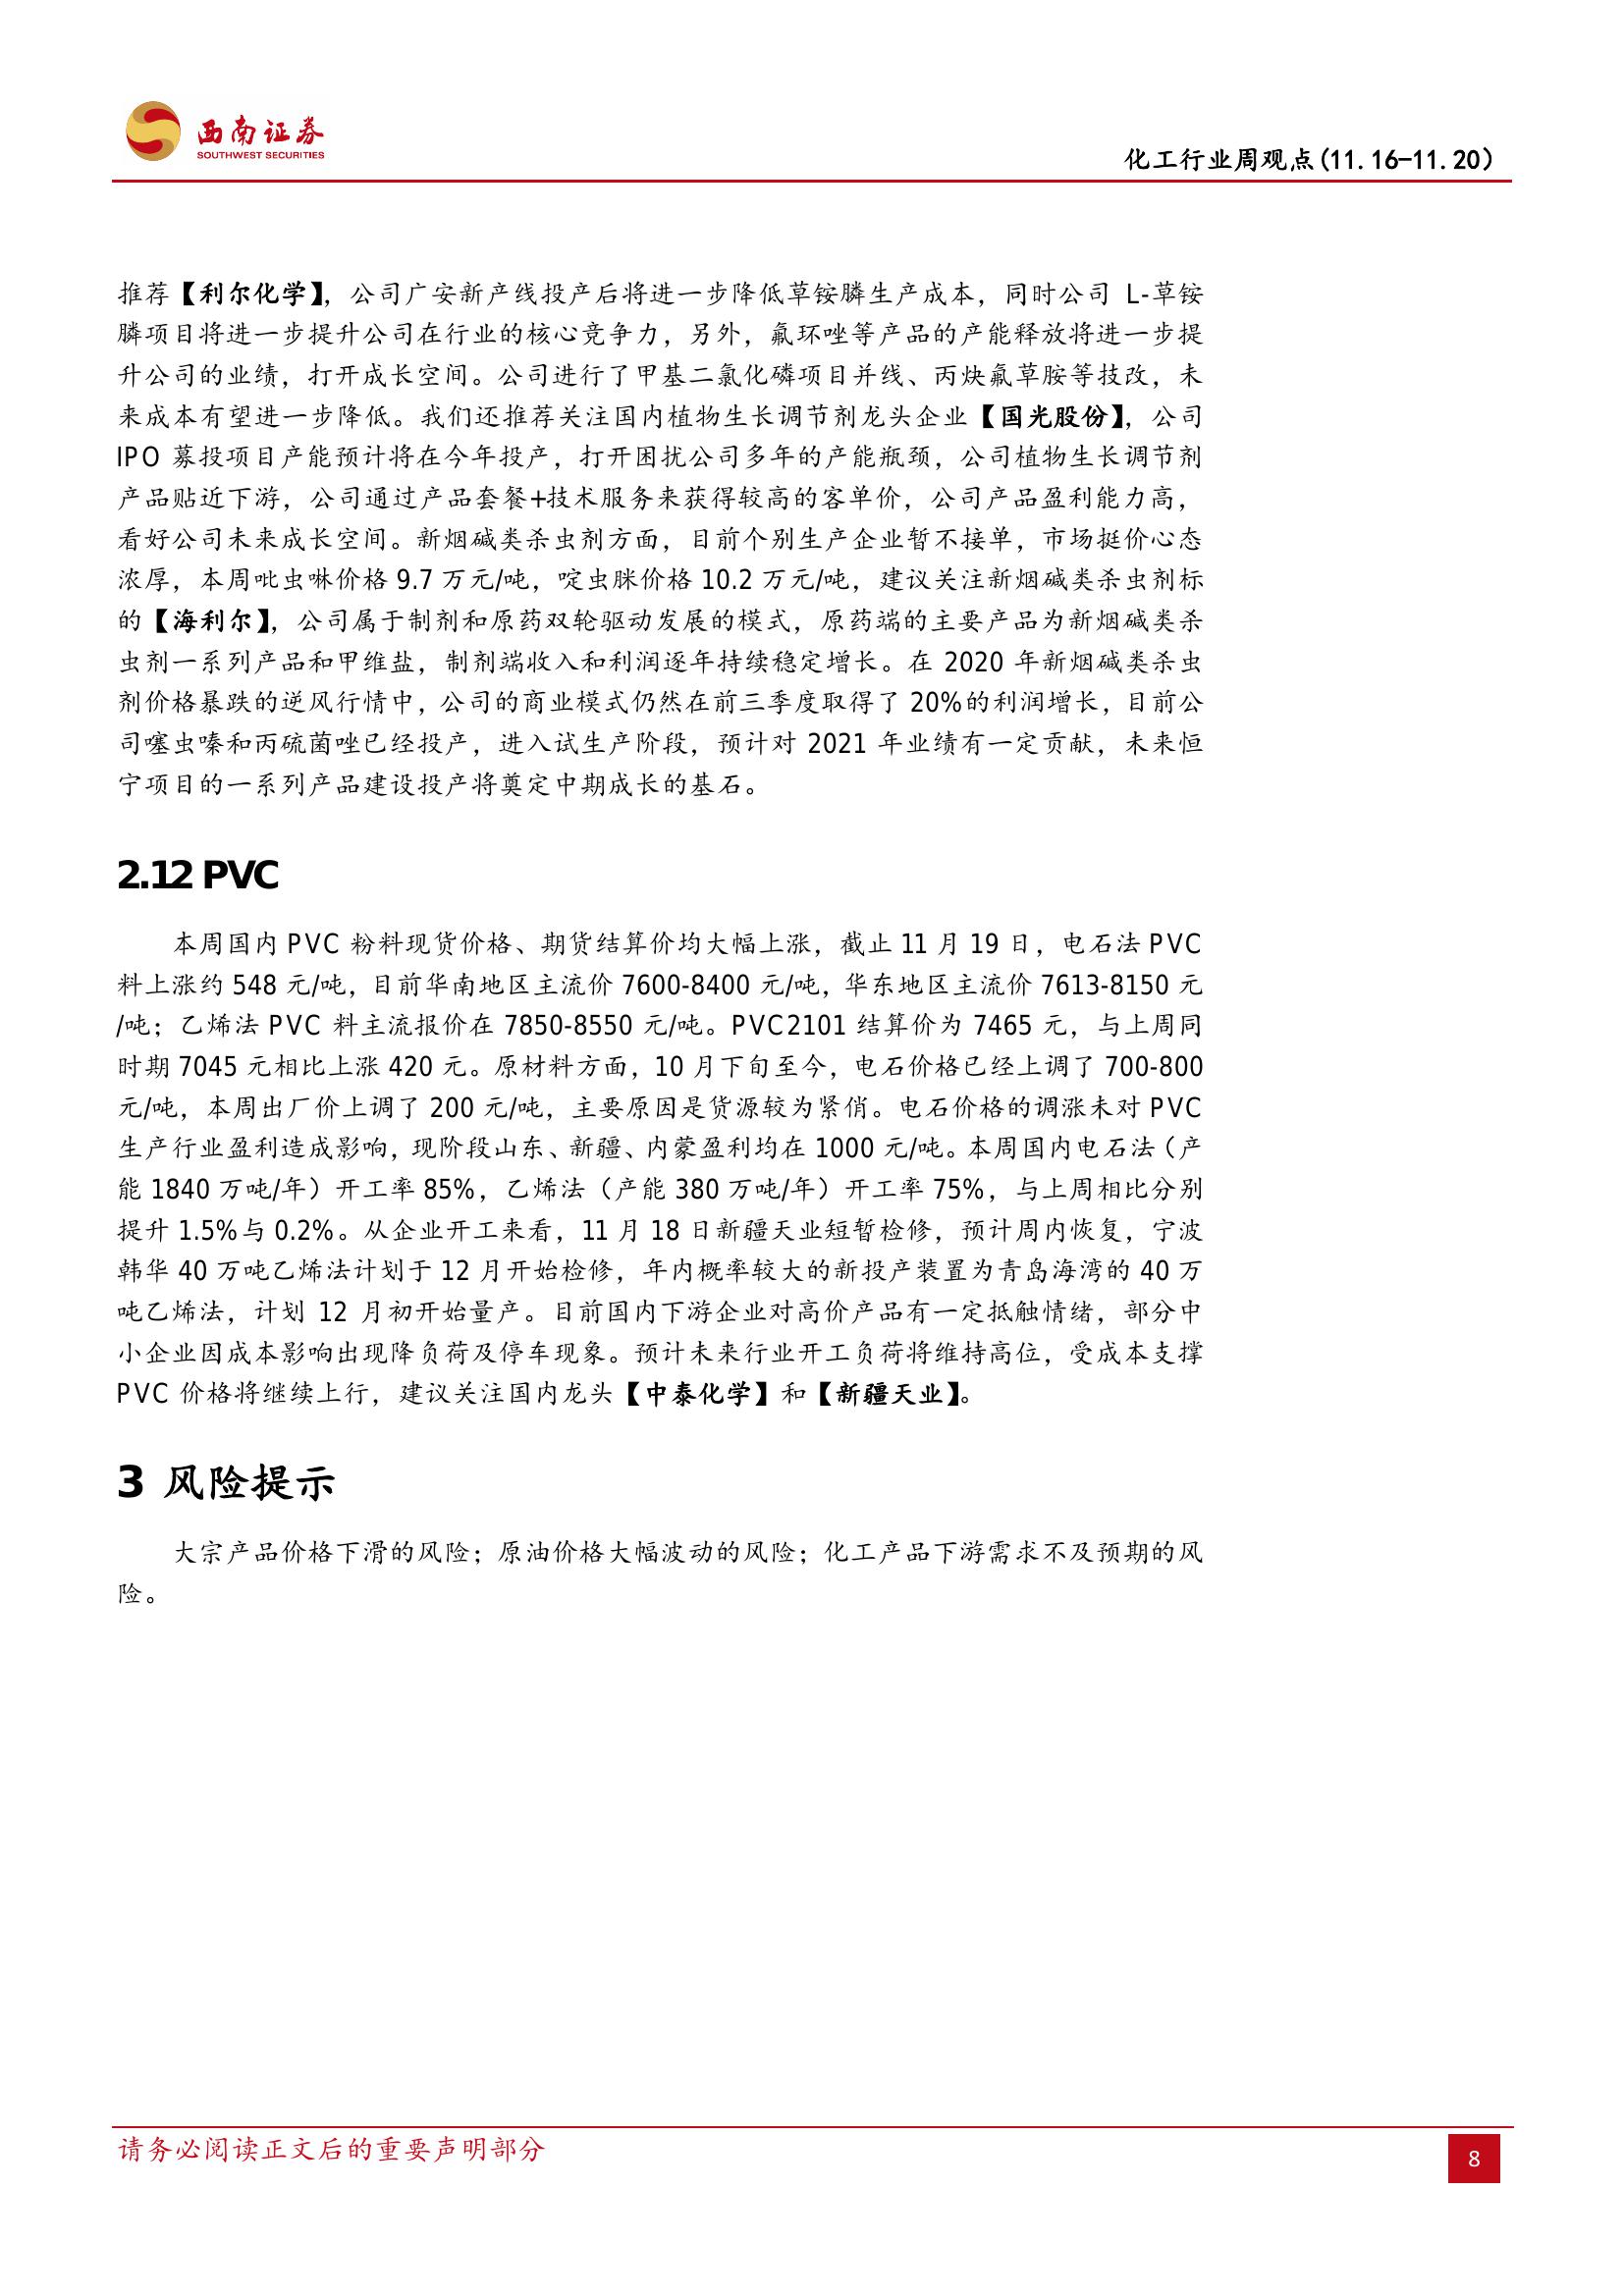 西南证券
SOUTHWEST SECURITIES
化工行业周观点(11.16-11.20)
推荐【利尔化学】，公司广安新产线投产后将进一步降低草铵膦生产成本，同时公司 L-草铵
膦项目将进一步提升公司在行业的核心竞争力，另外，氟环唑等产品的产能释放将进一步提
升公司的业绩，打开成长空间。公司进行了甲基二氯化磷项目并线、丙炔氟草胺等技改，未
来成本有望进一步降低。我们还推荐关注国内植物生长调节剂龙头企业【国光股份】，公司
IPO 募投项目产能预计将在今年投产，打开困扰公司多年的产能瓶颈，公司植物生长调节剂
产品贴近下游，公司通过产品套餐+技术服务来获得较高的客单价，公司产品盈利能力高，
看好公司未来成长空间。新烟碱类杀虫剂方面，目前个别生产企业暂不接单，市场挺价心态
浓厚，本周吡虫啉价格 9.7 万元/吨，啶虫脒价格 10.2 万元/吨，建议关注新烟碱类杀虫剂标
的【海利尔】，公司属于制剂和原药双轮驱动发展的模式，原药端的主要产品为新烟碱类杀
虫剂一系列产品和甲维盐，制剂端收入和利润逐年持续稳定增长。在 2020 年新烟碱类杀虫
剂价格暴跌的逆风行情中，公司的商业模式仍然在前三季度取得了 20%的利润增长，目前公
司噻虫嗪和丙硫菌唑已经投产，进入试生产阶段，预计对 2021 年业绩有一定贡献，未来恒
宁项目的一系列产品建设投产将奠定中期成长的基石。
2.12 PVC
本周国内 PVC 粉料现货价格、期货结算价均大幅上涨，截止 11 月 19 日，电石法 PVC
料上涨约 548 元/吨，目前华南地区主流价 7600-8400 元/吨，华东地区主流价 7613-8150 元
/吨；乙烯法 PVC 料主流报价在 7850-8550 元/吨。PVC2101 结算价为 7465 元，与上周同
时期 7045 元相比上涨 420 元。原材料方面，10 月下旬至今，电石价格已经上调了 700-800
元/吨，本周出厂价上调了 200 元/吨，主要原因是货源较为紧俏。电石价格的调涨未对 PVC
生产行业盈利造成影响，现阶段山东、新疆、内蒙盈利均在 1000 元/吨。本周国内电石法（产
能 1840 万吨/年）开工率 85%，乙烯法（产能 380 万吨/年）开工率 75%，与上周相比分别
提升 1.5%与 0.2%。从企业开工来看，11 月 18 日新疆天业短暂检修，预计周内恢复，宁波
韩华 40 万吨乙烯法计划于 12 月开始检修，年内概率较大的新投产装置为青岛海湾的 40 万
吨乙烯法，计划 12 月初开始量产。目前国内下游企业对高价产品有一定抵触情绪，部分中
小企业因成本影响出现降负荷及停车现象。预计未来行业开工负荷将维持高位，受成本支撑
PVC 价格将继续上行，建议关注国内龙头【中泰化学】和【新疆天业】。
3 风险提示
大宗产品价格下滑的风险；原油价格大幅波动的风险；化工产品下游需求不及预期的风
险。
请务必阅读正文后的重要声明部分
8